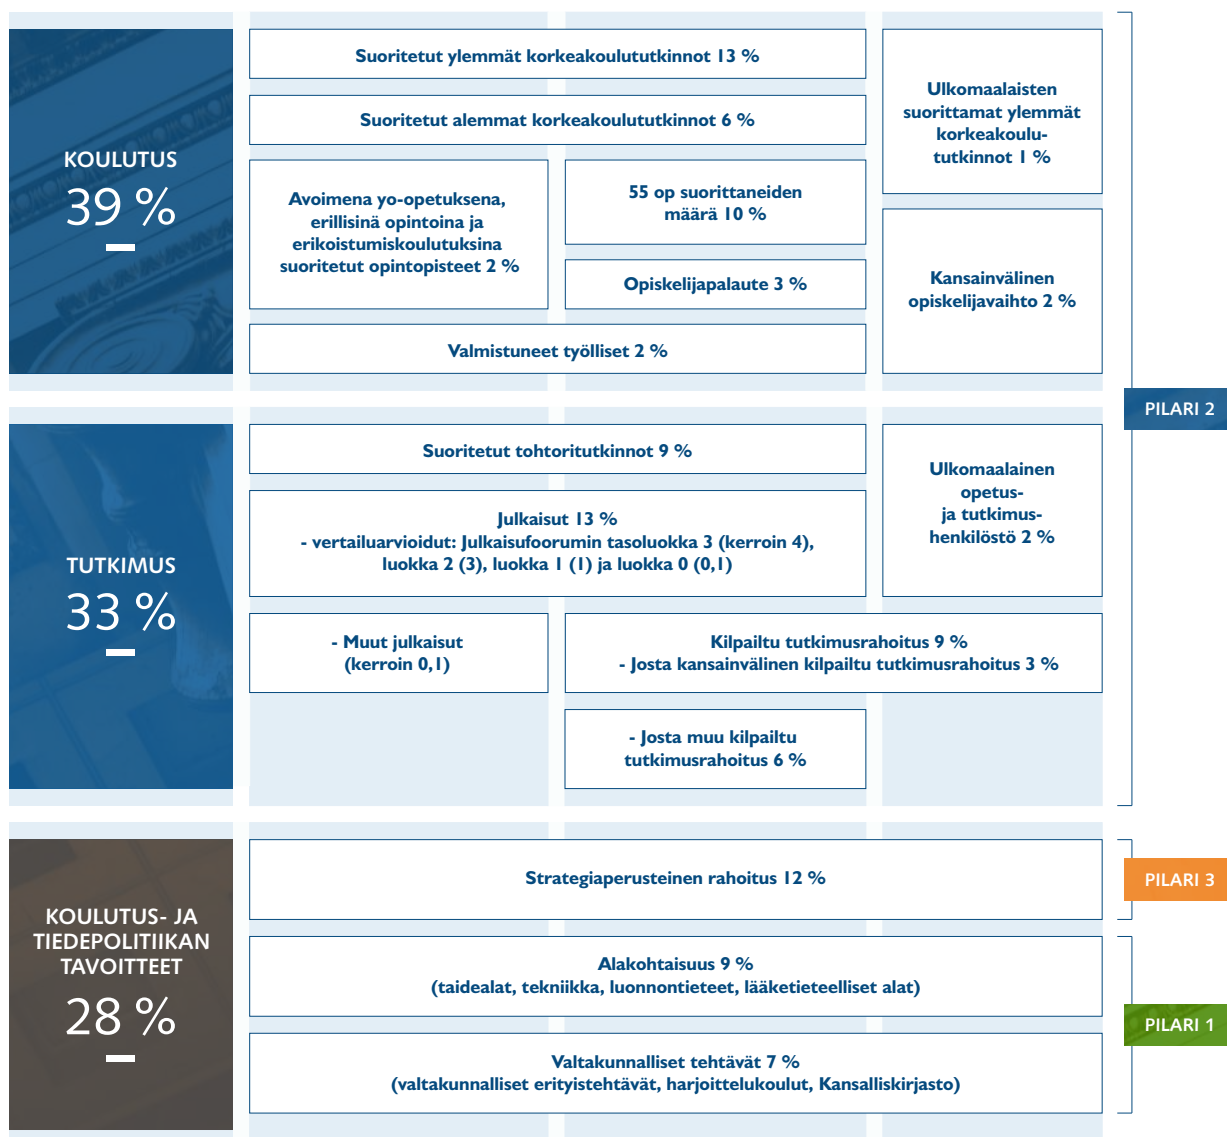 KOULUTUS
39 %
Suoritetut ylemmät korkeakoulututkinnot 13 %
Suoritetut alemmat korkeakoulututkinnot 6 %
Avoimena yo-opetuksena,
erillisinä opintoina ja
erikoistumiskoulutuksina
suoritetut opintopisteet 2 %
55 op suorittaneiden
määrä 10 %
Opiskelijapalaute 3 %
Valmistuneet työlliset 2 %
Ulkomaalaisten
suorittamat ylemmät
korkeakoulu-
tutkinnot 1 %
Kansainvälinen
opiskelijavaihto 2 %
PILARI 2
TUTKIMUS
33 %
Suoritetut tohtoritutkinnot 9 %
Julkaisut 13 %
- vertailuarvioidut: Julkaisufoorumin tasoluokka 3 (kerroin 4),
luokka 2 (3), luokka 1 (1) ja luokka 0 (0,1)
Ulkomaalainen
opetus-
ja tutkimus-
henkilöstö 2 %
- Muut julkaisut
(kerroin 0,1)
Kilpailtu tutkimusrahoitus 9 %
- Josta kansainvälinen kilpailtu tutkimusrahoitus 3 %
- Josta muu kilpailtu
tutkimusrahoitus 6 %
KOULUTUS- JA
TIEDEPOLITIIKAN
TAVOITTEET
28 %
Strategiaperusteinen rahoitus 12 %
PILARI 3
Alakohtaisuus 9 %
(taidealat, tekniikka, luonnontieteet, lääketieteelliset alat)
Valtakunnalliset tehtävät 7 %
(valtakunnalliset erityistehtävät, harjoittelukoulut, Kansalliskirjasto)
PILARI 1